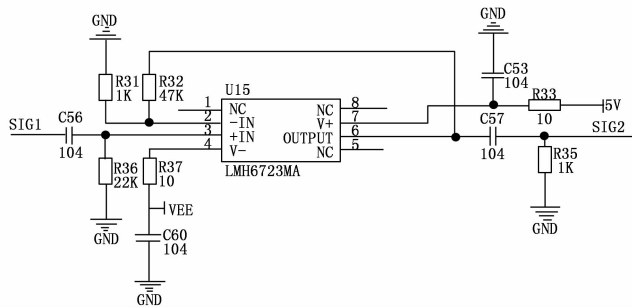 GND
GND
R31
1K
R32
47K
U15
C53
104
R33
10
5V
SIG1
C56
104
1
2
3
4
NC
-IN
+IN
V-
NC
V+
OUTPUT
NC
8
7
6
5
LMH6723MA
C57
104
SIG2
R36
22K
R37
10
R35
1K
VEE
GND
C60
104
GND
GND